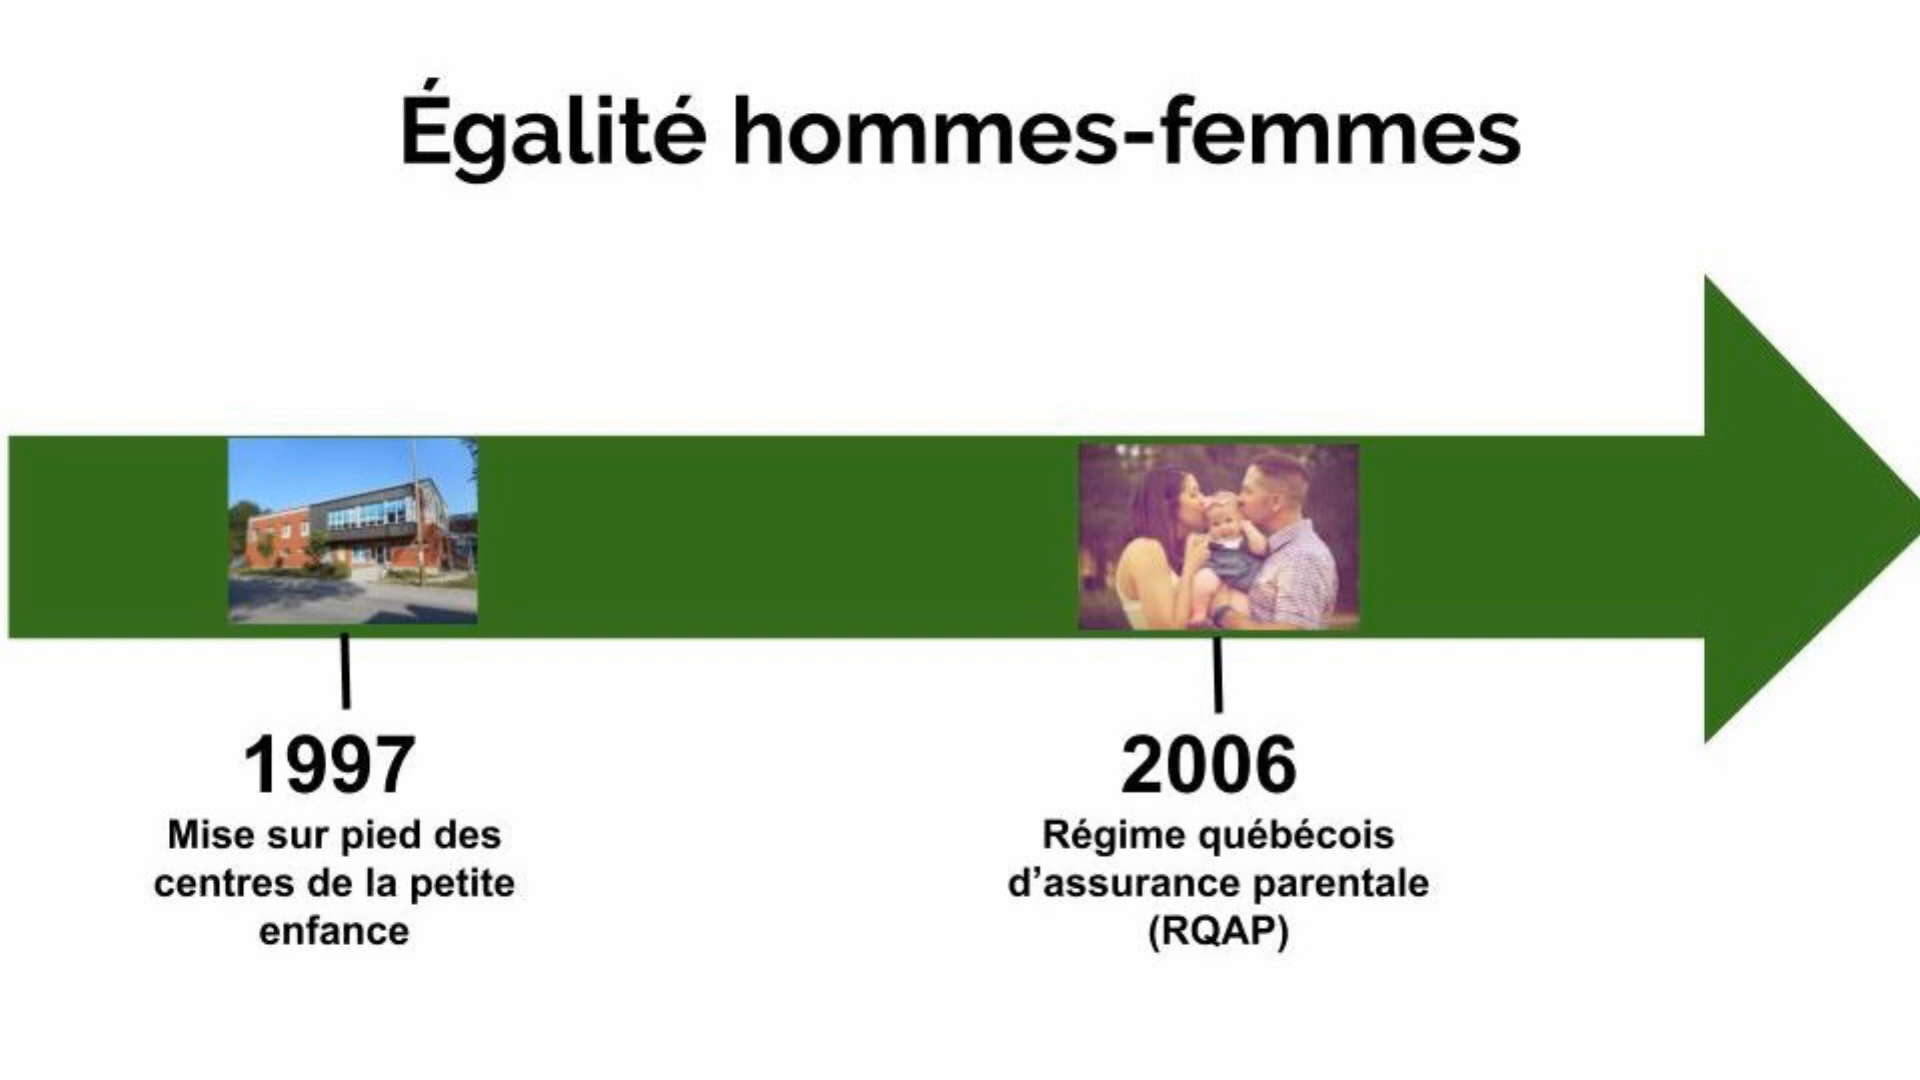 Égalité hommes-femmes
1997
Mise sur pied des
centres de la petite
enfance
2006
Régime québécois
d’assurance parentale
(RQAP)